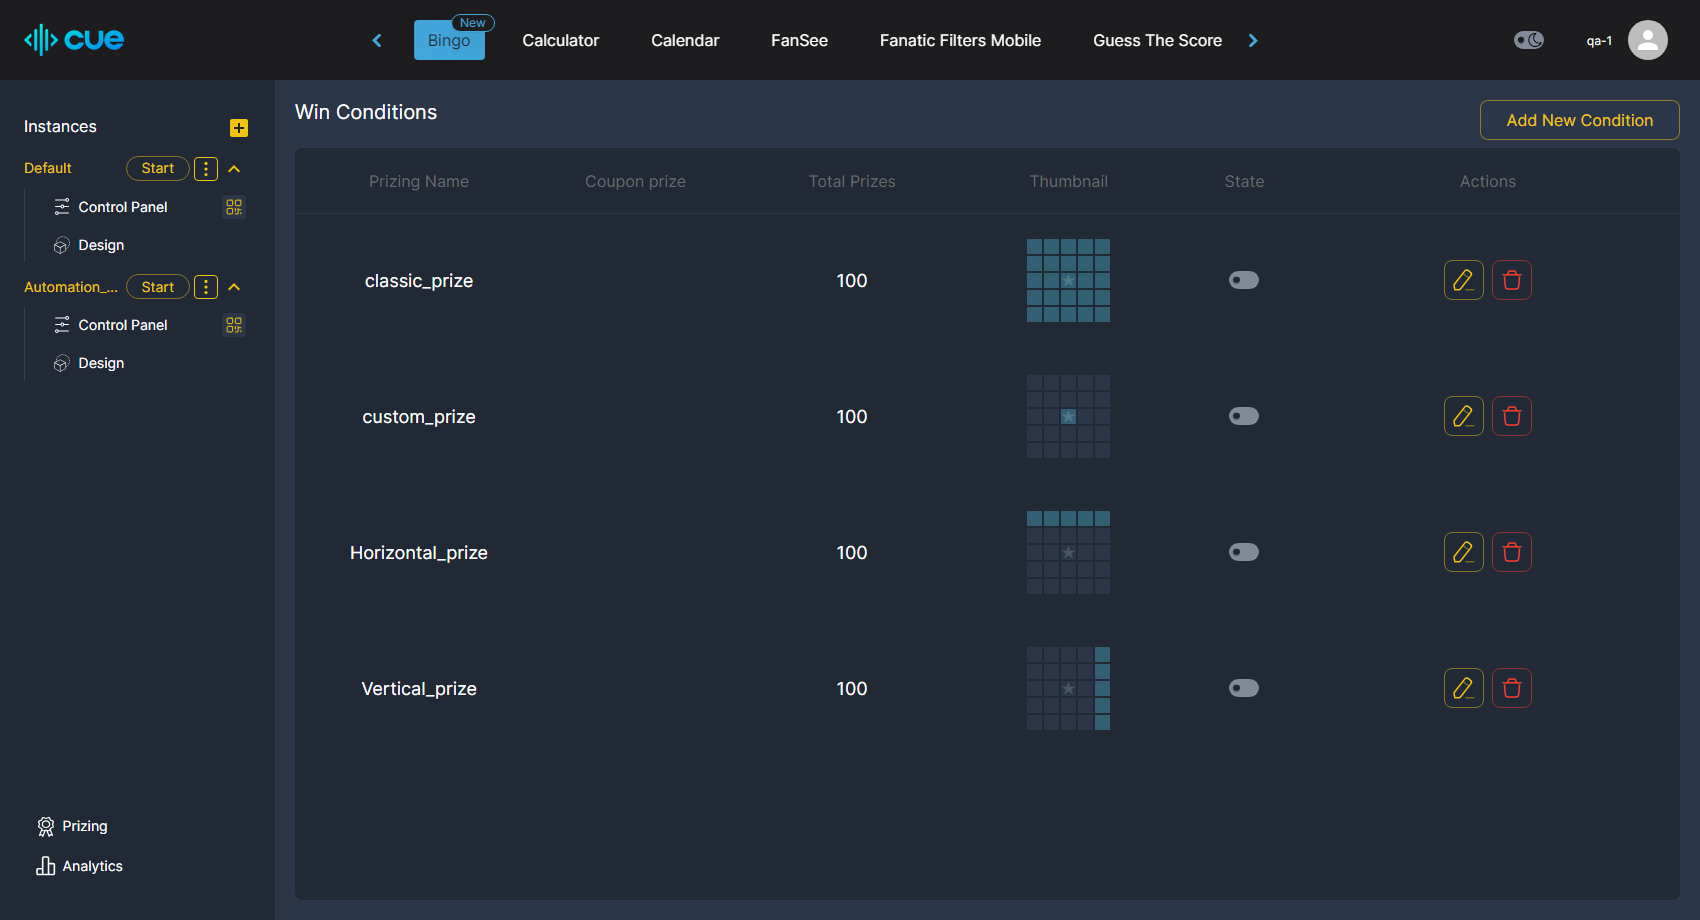 cue
New
Bingo
Calculator
Calendar
FanSee
Fanatic Filters Mobile
Guess The Score
qa-1
Instances
Default
Start
Control Panel
Design
Automation_...
Start
Control Panel
Design
Prizing
Analytics
Win Conditions
Add New Condition
Prizing Name Coupon prize Total Prizes Thumbnail State Actions
classic_prize 100
custom_prize 100
Horizontal_prize 100
Vertical_prize 100